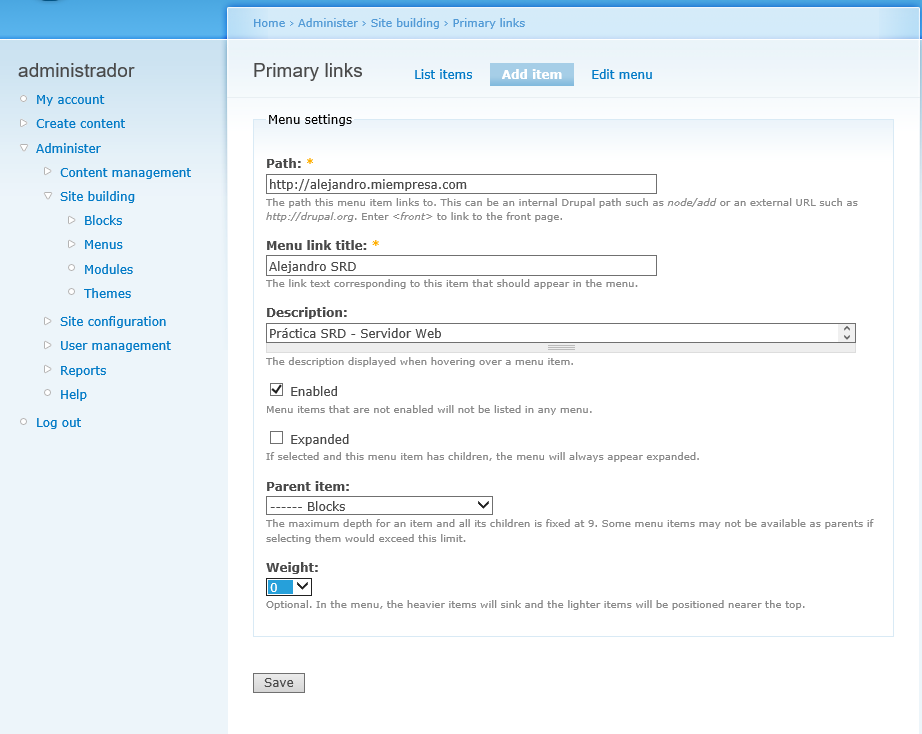 Home › Administer › Site building › Primary links
administrador
My account
Create content
Administer
Content management
Site building
Blocks
Menus
Modules
Themes
Site configuration
User management
Reports
Help
Log out
Primary links
List items
Add item
Edit menu
Menu settings
Path: *
http://alejandro.miempresa.com
The path this menu item links to. This can be an internal Drupal path such as node/add or an external URL such as
http://drupal.org. Enter <front> to link to the front page.
Menu link title: *
Alejandro SRD
The link text corresponding to this item that should appear in the menu.
Description:
Práctica SRD - Servidor Web
The description displayed when hovering over a menu item.
Enabled
Menu items that are not enabled will not be listed in any menu.
Expanded
If selected and this menu item has children, the menu will always appear expanded.
Parent item:
------ Blocks
The maximum depth for an item and all its children is fixed at 9. Some menu items may not be available as parents if
selecting them would exceed this limit.
Weight:
0
Optional. In the menu, the heavier items will sink and the lighter items will be positioned nearer the top.
Save